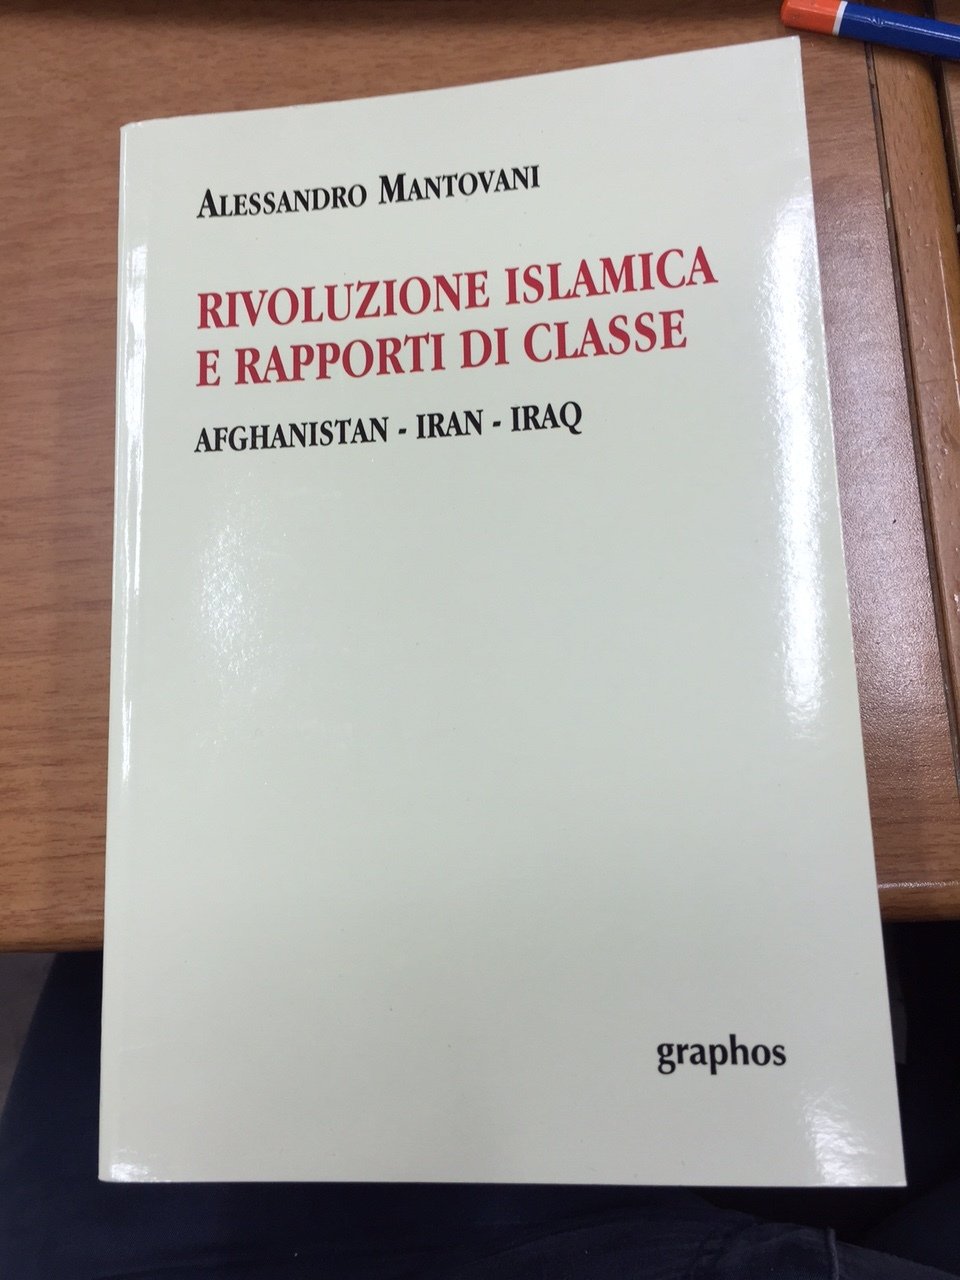 ALESSANDRO MANTOVANI
RIVOLUZIONE ISLAMICA
E RAPPORTI DI CLASSE
AFGHANISTAN - IRAN - IRAQ
graphos